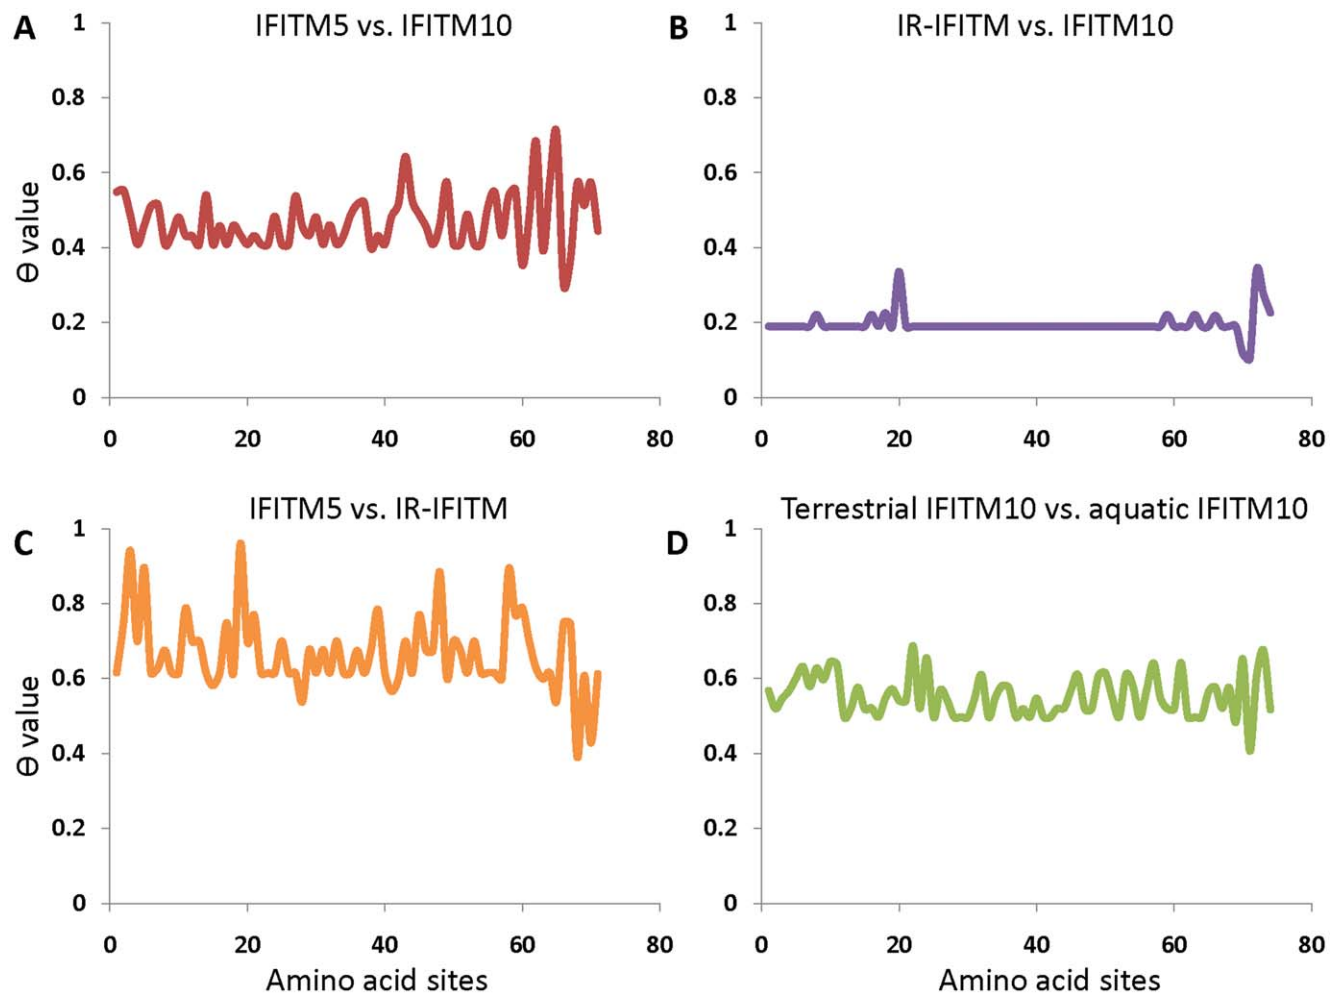 A
IFITM5 vs. IFITM10
1
0.8
0.6
0.4
0.2
0
Θ value
0 20 40 60 80
B
IR-IFITM vs. IFITM10
1
0.8
0.6
0.4
0.2
0
0 20 40 60 80
C
IFITM5 vs. IR-IFITM
1
0.8
0.6
0.4
0.2
0
Θ value
0 20 40 60 80
Amino acid sites
D
Terrestrial IFITM10 vs. aquatic IFITM10
1
0.8
0.6
0.4
0.2
0
0 20 40 60 80
Amino acid sites